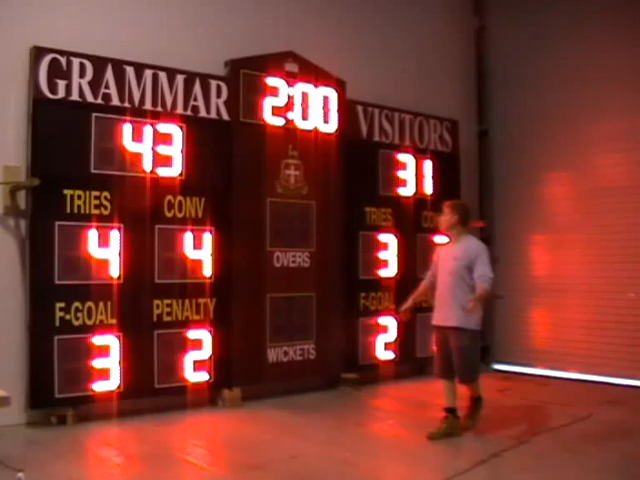 GRAMMAR
2:00
VISITORS
43
31
TRIES CONV
4 4
F-GOAL PENALTY
3 2
OVERS
WICKETS
TRIES
3
F-GOAL
2